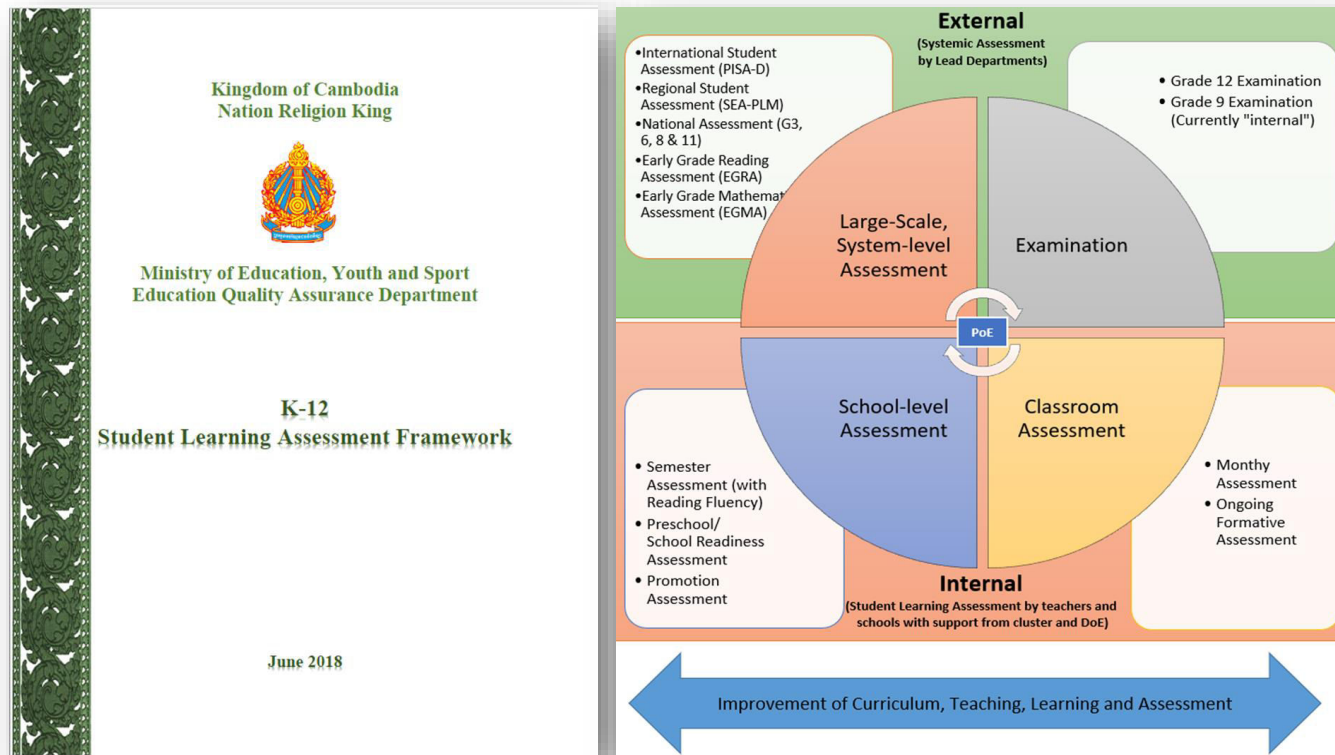 Kingdom of Cambodia
Nation Religion King
Ministry of Education, Youth and Sport
Education Quality Assurance Department
K-12
Student Learning Assessment Framework
June 2018
External
(Systemic Assessment
by Lead Departments)
•International Student
Assessment (PISA-D)
•Regional Student
Assessment (SEA-PLM)
•National Assessment (G3,
6, 8 & 11)
•Early Grade Reading
Assessment (EGRA)
•Early Grade Mathemat
Assessment (EGMA)
• Grade 12 Examination
• Grade 9 Examination
(Currently "internal")
Large-Scale,
System-level
Assessment
Examination
PoE
School-level
Assessment
Classroom
Assessment
• Semester
Assessment (with
Reading Fluency)
• Preschool/
School Readiness
Assessment
• Promotion
Assessment
• Monthy
Assessment
• Ongoing
Formative
Assessment
Internal
(Student Learning Assessment by teachers and
schools with support from cluster and DoE)
Improvement of Curriculum, Teaching, Learning and Assessment